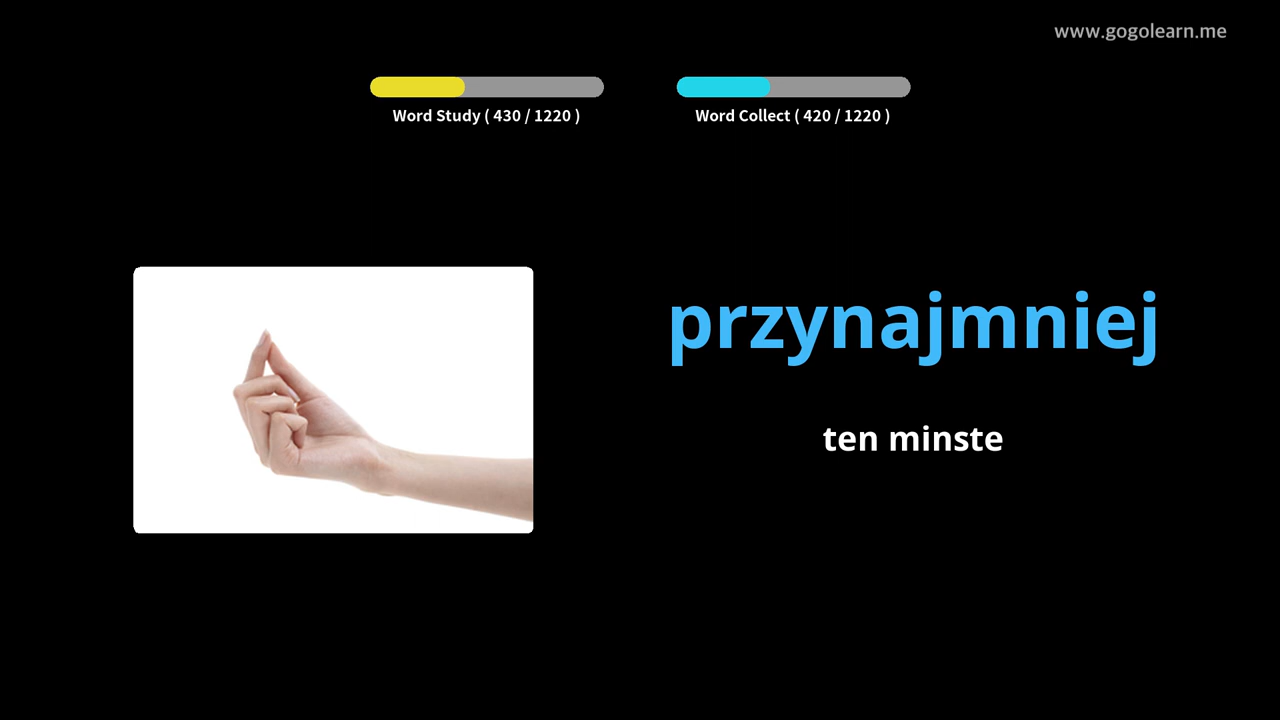 www.gogolearn.me
Word Study ( 430 / 1220 )
Word Collect ( 420 / 1220 )
przynajmniej
ten minste